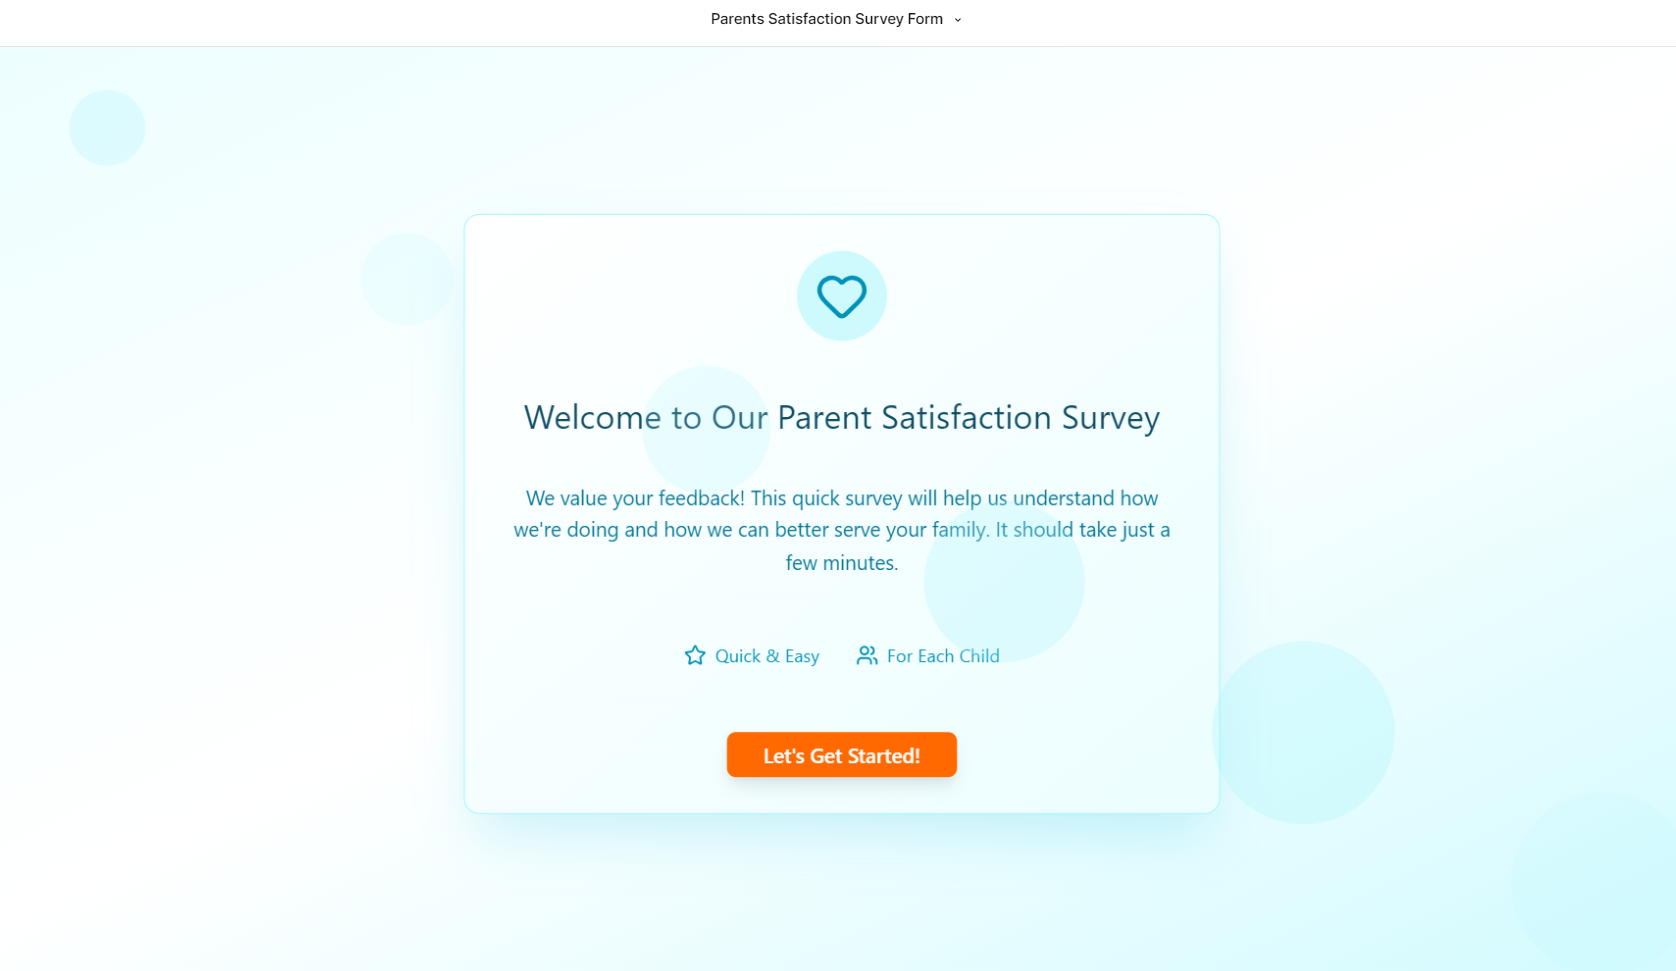 Parents Satisfaction Survey Form
Welcome to Our Parent Satisfaction Survey
We value your feedback! This quick survey will help us understand how
we're doing and how we can better serve your family. It should take just a
few minutes.
Quick & Easy
For Each Child
Let's Get Started!